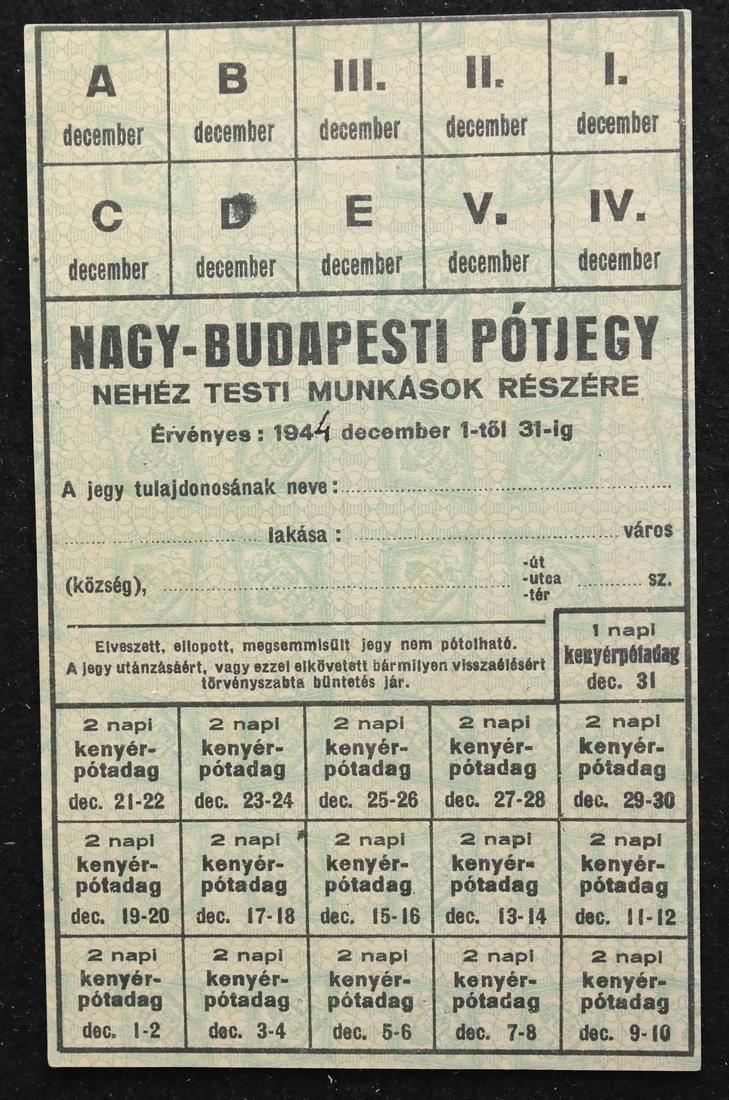 A B III. II. I.
december december december december december
C D E V. IV.
december december december december december
NAGY-BUDAPESTI PÓTJEGY
NEHÉZ TESTI MUNKÁSOK RÉSZÉRE
Érvényes: 1944 december 1-től 31-ig
A jegy tulajdonosának neve:
lakása: város
(község), -út
-utca sz.
-tér
Elveszett, ellopott, megsemmisült jegy nem pótolható.
A jegy utánzásáért, vagy ezzel elkövetett bármilyen visszaélésért
törvényszabta büntetés jár.
1 napi
kenyérpótadag
dec. 31
2 napi 2 napi 2 napi 2 napi 2 napi
kenyér- kenyér- kenyér- kenyér- kenyér-
pótadag pótadag pótadag pótadag pótadag
dec. 21-22 dec. 23-24 dec. 25-26 dec. 27-28 dec. 29-30
2 napi 2 napi 2 napi 2 napi 2 napi
kenyér- kenyér- kenyér- kenyér- kenyér-
pótadag pótadag pótadag pótadag pótadag
dec. 19-20 dec. 17-18 dec. 15-16 dec. 13-14 dec. 11-12
2 napi 2 napi 2 napi 2 napi 2 napi
kenyér- kenyér- kenyér- kenyér- kenyér-
pótadag pótadag pótadag pótadag pótadag
dec. 1-2 dec. 3-4 dec. 5-6 dec. 7-8 dec. 9-10